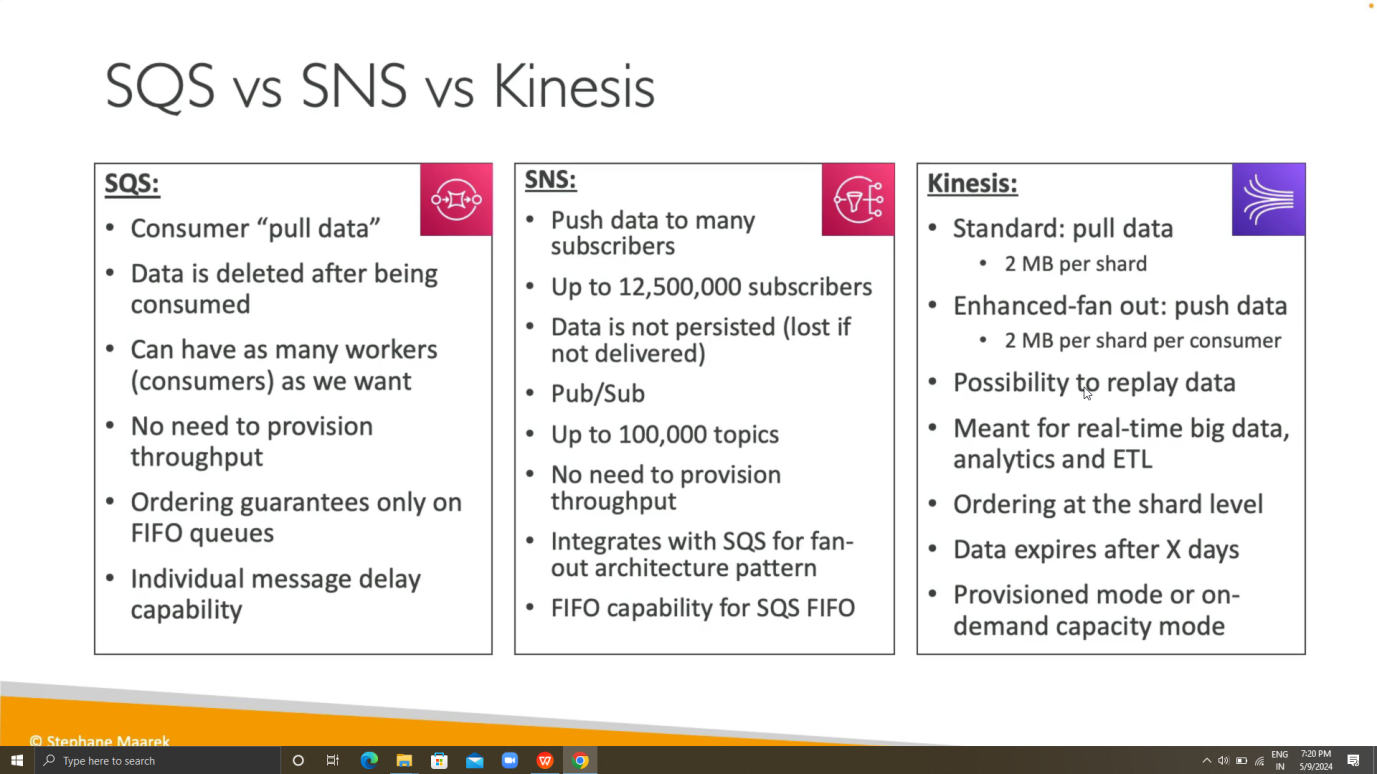 SQS vs SNS vs Kinesis
SQS:
• Consumer “pull data”
• Data is deleted after being
consumed
• Can have as many workers
(consumers) as we want
• No need to provision
throughput
• Ordering guarantees only on
FIFO queues
• Individual message delay
capability
SNS:
• Push data to many
subscribers
• Up to 12,500,000 subscribers
• Data is not persisted (lost if
not delivered)
• Pub/Sub
• Up to 100,000 topics
• No need to provision
throughput
• Integrates with SQS for fan-
out architecture pattern
• FIFO capability for SQS FIFO
Kinesis:
• Standard: pull data
• 2 MB per shard
• Enhanced-fan out: push data
• 2 MB per shard per consumer
• Possibility to replay data
• Meant for real-time big data,
analytics and ETL
• Ordering at the shard level
• Data expires after X days
• Provisioned mode or on-
demand capacity mode
© Stephane Maarek
Type here to search
ENG
IN
7:20 PM
5/9/2024